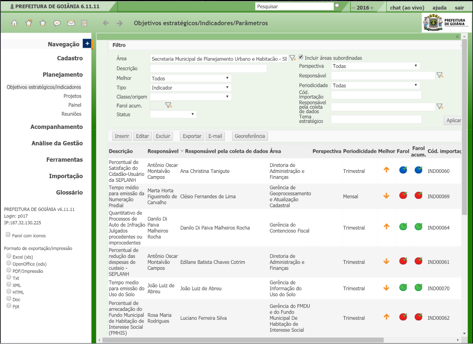 PREFEITURA DE GOIÂNIA 6.11.11
Pesquisar
2016
chat (ao vivo)
ajuda
sair
Objetivos estratégicos/Indicadores/Parâmetros
PREFEITURA DE GOIÂNIA
Navegação
Cadastro
Planejamento
Objetivos estratégicos/Indicadores
Projetos
Painel
Reuniões
Acompanhamento
Análise da Gestão
Ferramentas
Importação
Glossário
PREFEITURA DE GOIÂNIA v6.11.11
Login: p017
IP:187.32.130.225
Painel com ícones
Formato de exportação/impressão
Excel (xls)
OpenOffice (ods)
PDF/Impressão
Txt
XML
HTML
Doc
Ppt
Filtro
Área
Secretaria Municipal de Planejamento Urbano e Habitação - SI
Incluir áreas subordinadas
Descrição
Perspectiva
Todas
Melhor
Todos
Responsável
Tipo
Indicador
Periodicidade
Todas
Classe/origem
Cód. importação
Farol acum.
Responsável pela coleta de dados
Status
Tema estratégico
Aplicar
Inserir
Editar
Excluir
Exportar
E-mail
Georeferência
Descrição Responsável Responsável pela coleta de dados Área Perspectiva Periodicidade Melhor Farol Farol acum. Cód. importaç
Percentual de Satisfação do Cidadão-Usuário da SEPLANH
Antônio Oscar Montalvão Campos
Ana Christina Tanigute
Diretoria de Administração e Finanças
Trimestral
IND00060
Tempo médio para emissão da Numeração Predial
Marta Horta Figueiredo de Carvalho
Clésio Fernandes de Lima
Gerência de Geoprocessamento e Atualização Cadastral
Mensal
IND00069
Quantitativo de Processos de Auto de Infração Julgados procedentes ou improcedentes
Danilo Di Paiva Malheiros Rocha
Danilo Di Paiva Malheiros Rocha
Gerência do Contencioso Fiscal
Trimestral
IND00064
Percentual de redução das despesas de custeio - SEPLANH
Antônio Oscar Montalvão Campos
Edilane Batista Chaves Cotrim
Diretoria de Administração e Finanças
Trimestral
IND00061
Tempo médio para emissão do Uso do Solo
João Luiz de Abreu
João Luiz de Abreu
Gerência de Informação do Uso do Solo
Trimestral
IND00070
Percentual de arrecadação do Fundo Municipal de Habitação de Interesse Social (FMHIS)
Rosa Maria Rodrigues
Luciano Ferreira Silva
Gerência do FMDU e do Fundo Municipal De Habitação de Interesse
Trimestral
IND00062